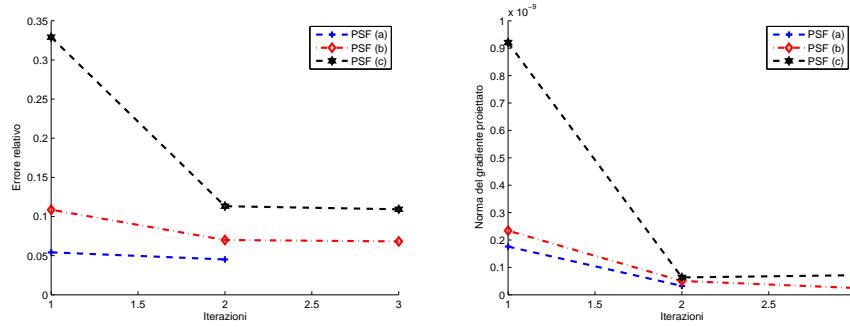 0.35
0.3
0.25
0.2
0.15
0.1
0.05
0
1
1.5
2
2.5
3
Errore relativo
Iterazioni
PSF (a)
PSF (b)
PSF (c)
x 10^-9
1
0.9
0.8
0.7
0.6
0.5
0.4
0.3
0.2
0.1
0
1
1.5
2
2.5
Norma del gradiente proiettato
Iterazioni
PSF (a)
PSF (b)
PSF (c)